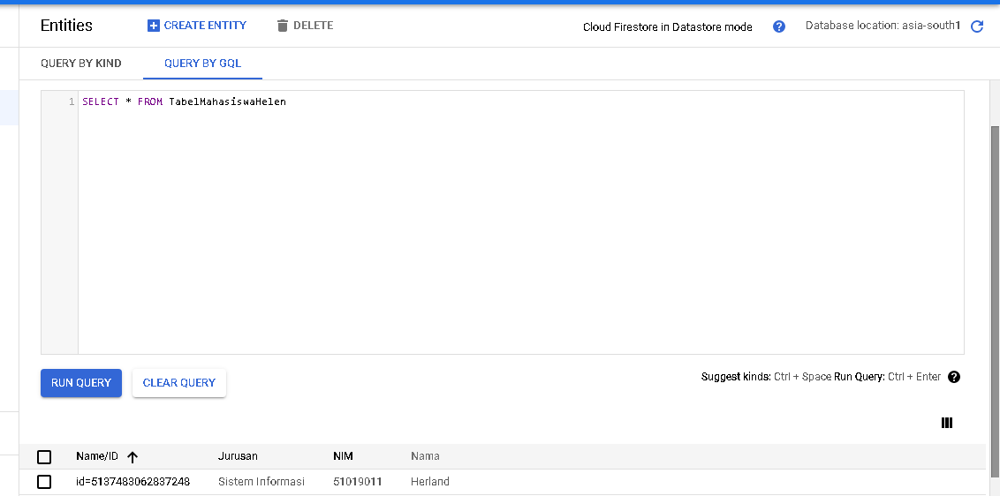 Entities CREATE ENTITY DELETE Cloud Firestore in Datastore mode ? Database location: asia-south1
QUERY BY KIND QUERY BY GQL
1 SELECT * FROM TabelMahasiswaHelen
RUN QUERY CLEAR QUERY Suggest kinds: Ctrl + Space Run Query: Ctrl + Enter ?
Name/ID Jurusan NIM Nama
id=5137483062837248 Sistem Informasi 51019011 Herland